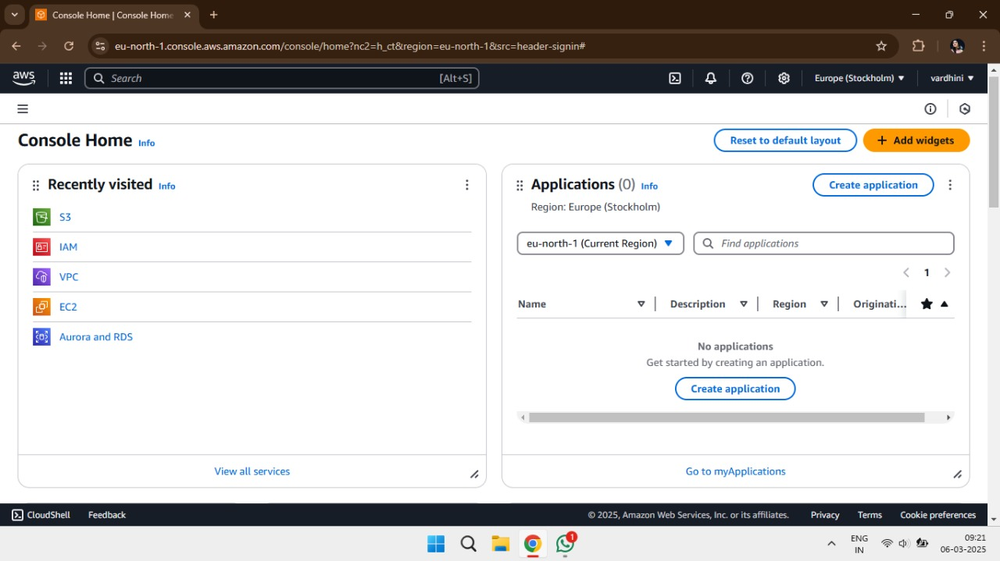 Console Home | Console Home
eu-north-1.console.aws.amazon.com/console/home?nc2=h_ct&region=eu-north-1&src=header-signin#
aws
Search
[Alt+S]
Europe (Stockholm)
vardhini
Console Home
Info
Reset to default layout
+ Add widgets
Recently visited
Info
S3
IAM
VPC
EC2
Aurora and RDS
View all services
Applications (0)
Info
Create application
Region: Europe (Stockholm)
eu-north-1 (Current Region)
Find applications
1
Name
Description
Region
Originati...
No applications
Get started by creating an application.
Create application
Go to myApplications
CloudShell
Feedback
© 2025, Amazon Web Services, Inc. or its affiliates.
Privacy
Terms
Cookie preferences
1
ENG
IN
09:21
06-03-2025